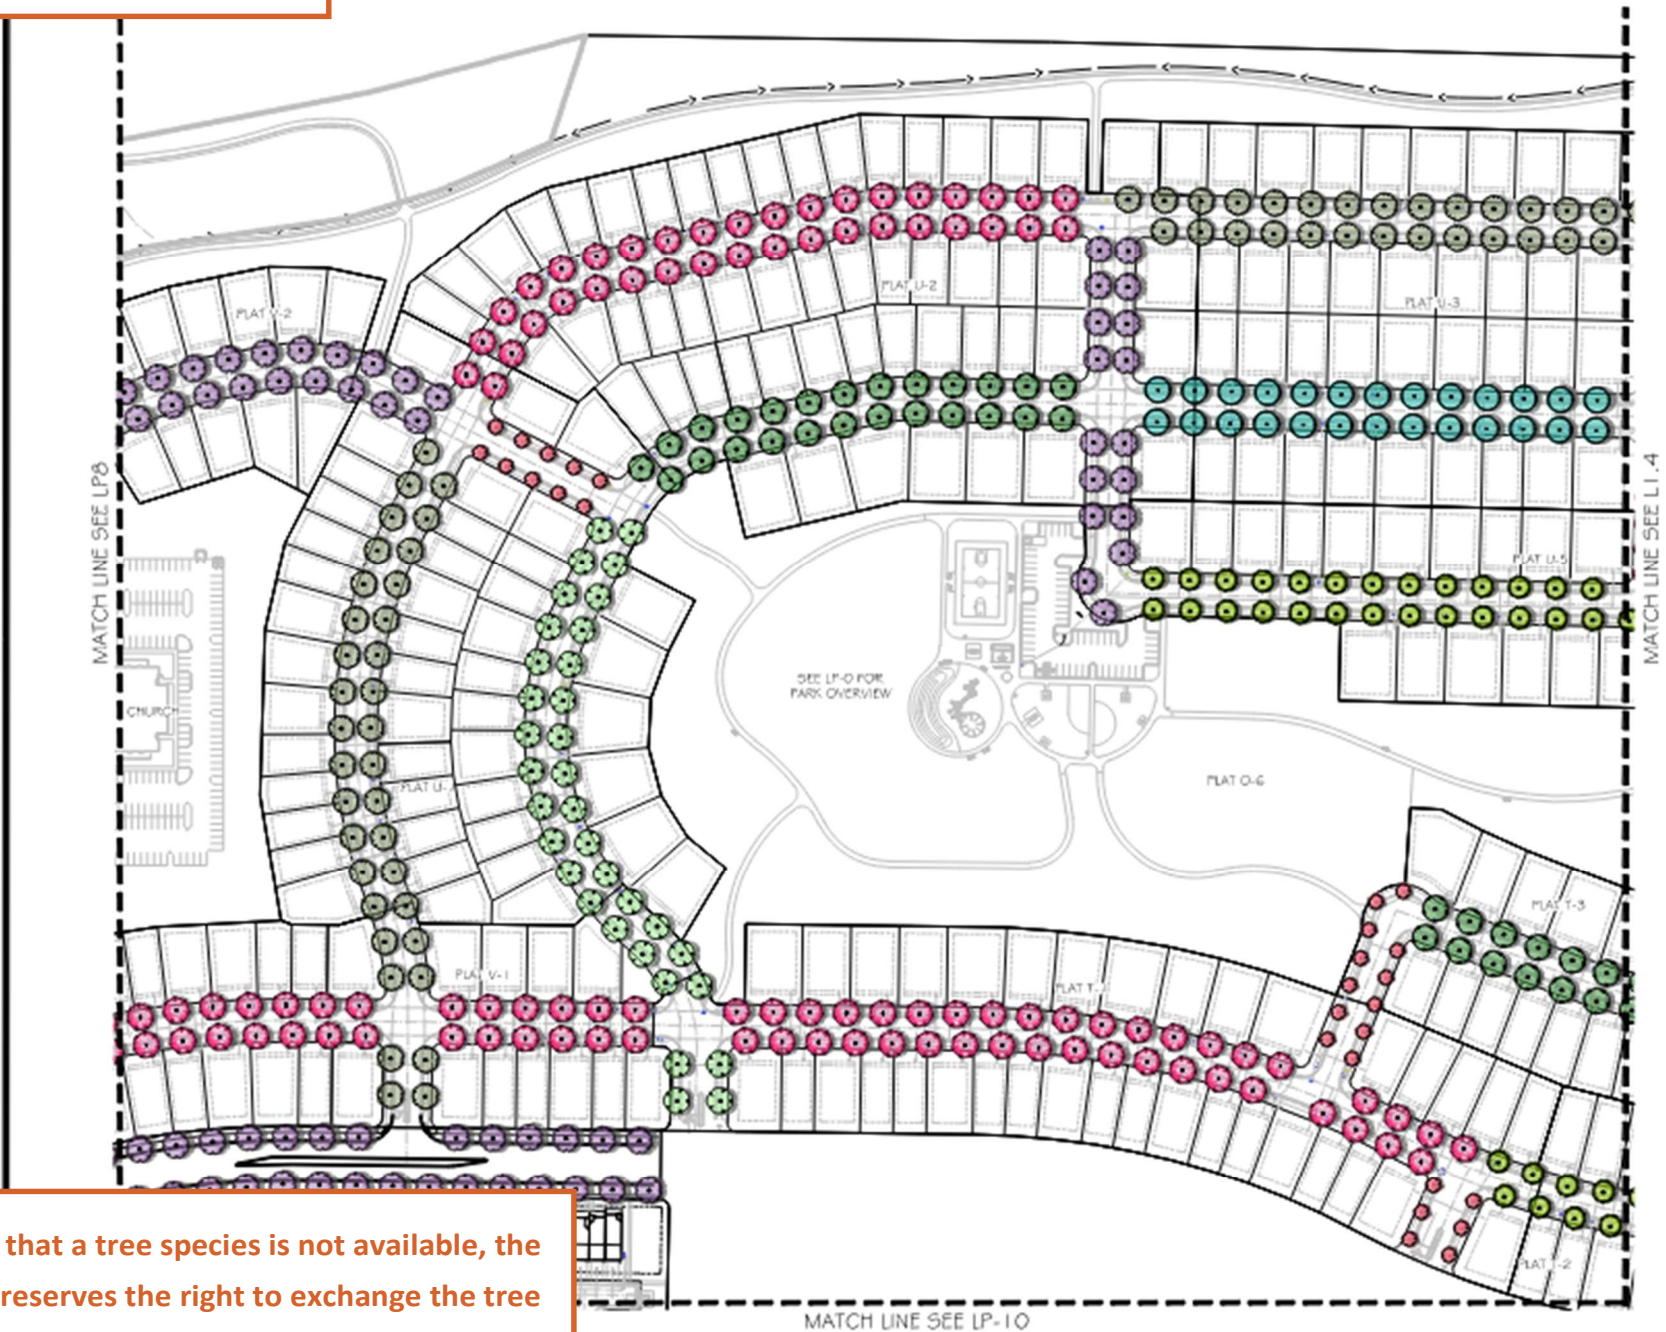 PLAT U-2
PLAT U-3
PLAT V-2
MATCH LINE SEE LP8
MATCH LINE SEE L1.4
PLAT U-5
SEE LP-0 FOR
PARK OVERVIEW
CHURCH
PLAT O-6
PLAT U-
PLAT T-3
PLAT V-1
PLAT T-
PLAT T-2
that a tree species is not available, the
reserves the right to exchange the tree
MATCH LINE SEE LP-10